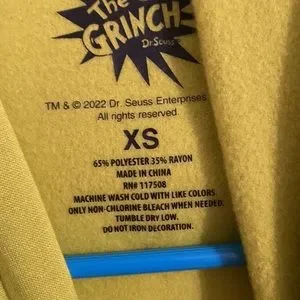 The
GRINCH
Dr. Seuss
TM & © 2022 Dr. Seuss Enterprises
All rights reserved
XS
65% POLYESTER 35% RAYON
MADE IN CHINA
RN# 117508
MACHINE WASH COLD WITH LIKE COLORS.
ONLY NON-CHLORINE BLEACH WHEN NEEDED.
TUMBLE DRY LOW.
DO NOT IRON DECORATION.